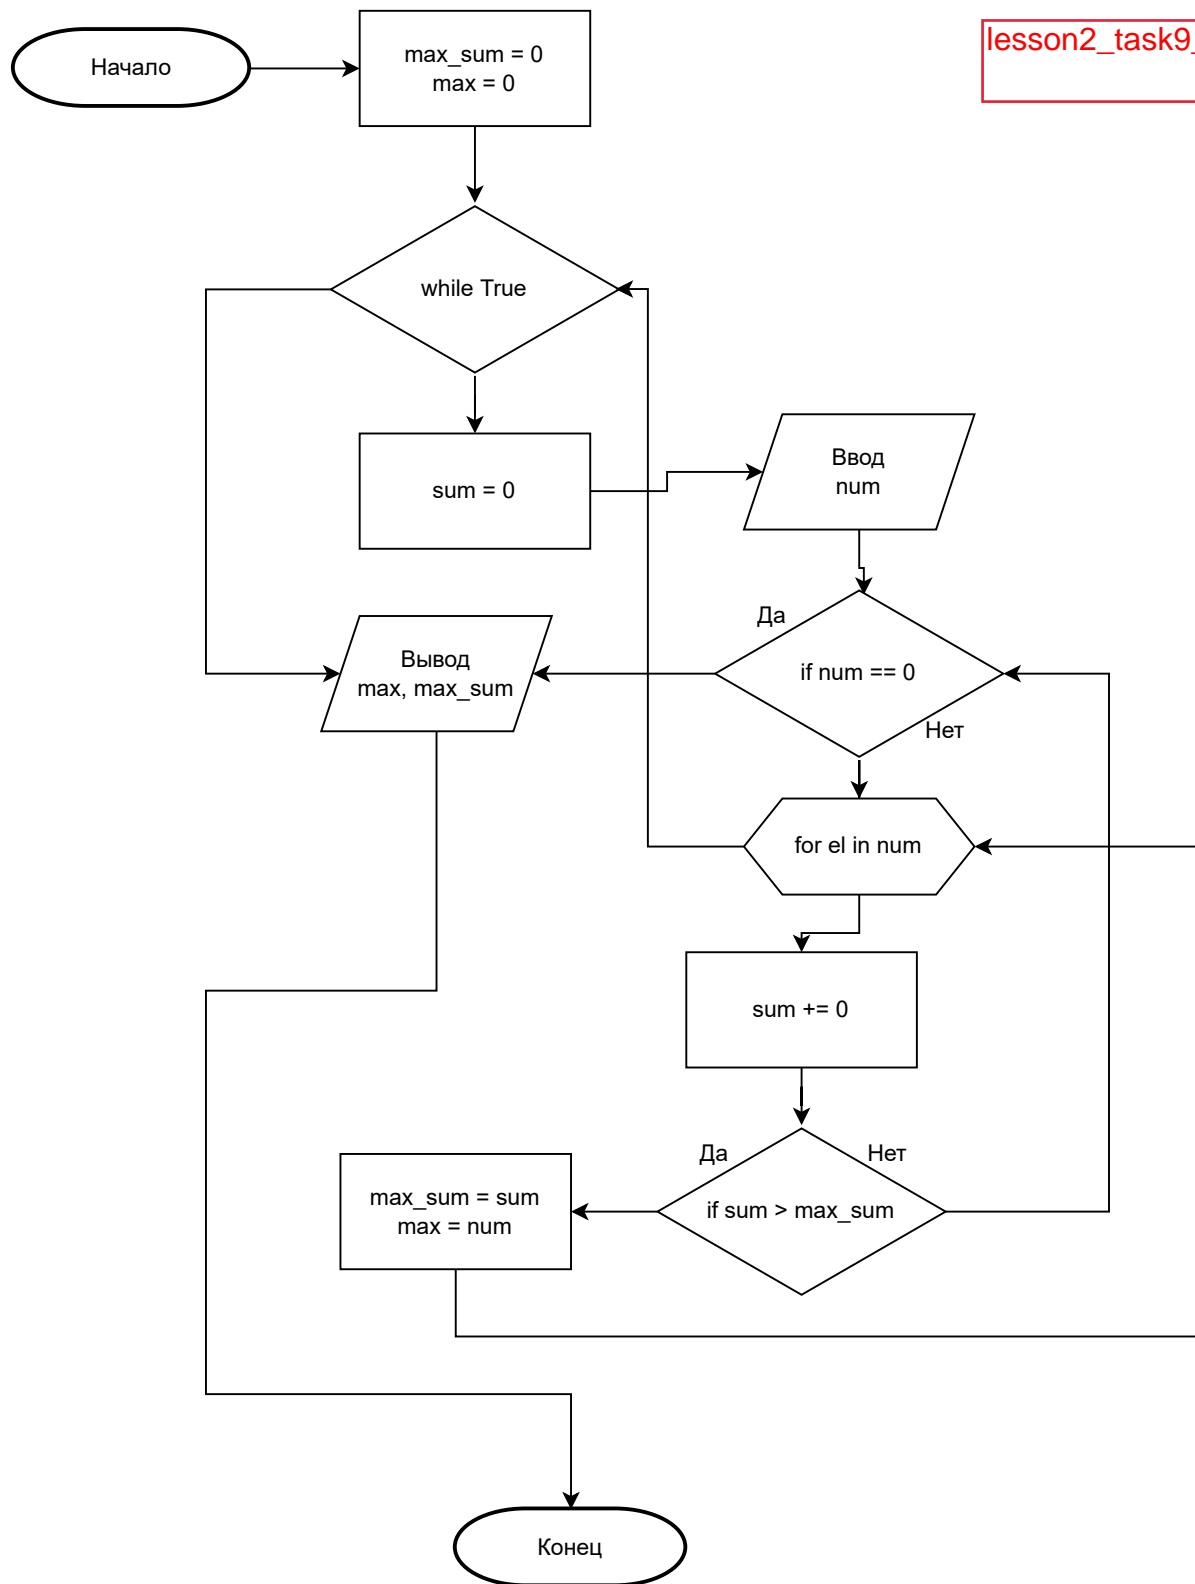 Начало
max_sum = 0
max = 0
lesson2_task9_
while True
sum = 0
Ввод
num
Да
if num == 0
Нет
Вывод
max, max_sum
for el in num
sum += 0
Да
Нет
if sum > max_sum
max_sum = sum
max = num
Конец